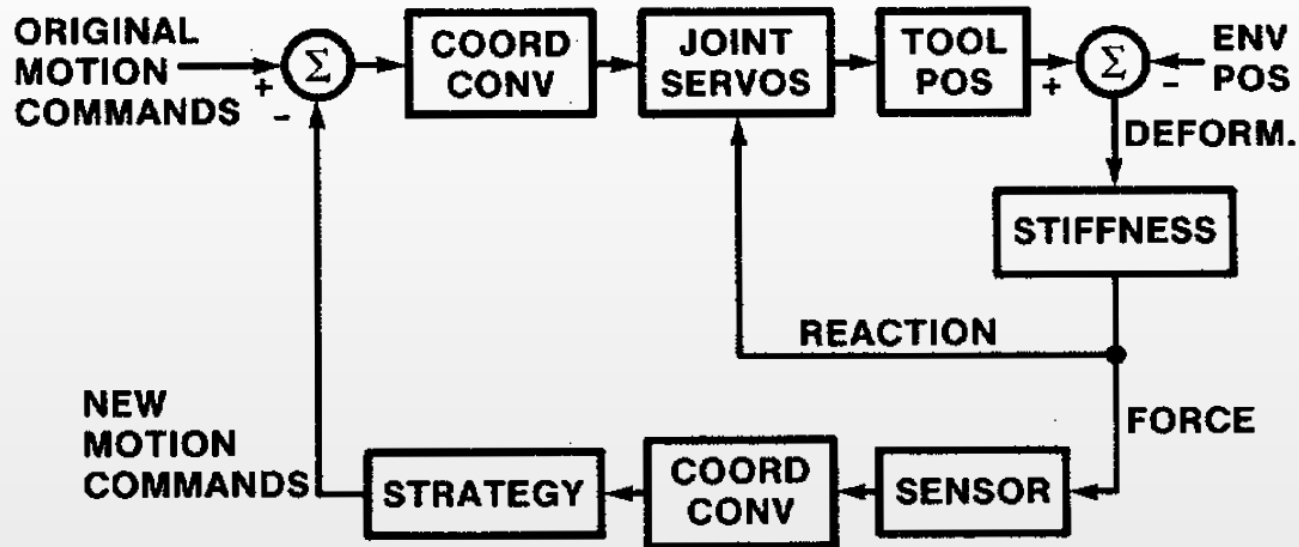 ORIGINAL
MOTION
COMMANDS
+
-
Σ
COORD
CONV
JOINT
SERVOS
TOOL
POS
+
Σ
-
ENV
POS
DEFORM.
STIFFNESS
REACTION
FORCE
SENSOR
COORD
CONV
STRATEGY
NEW
MOTION
COMMANDS